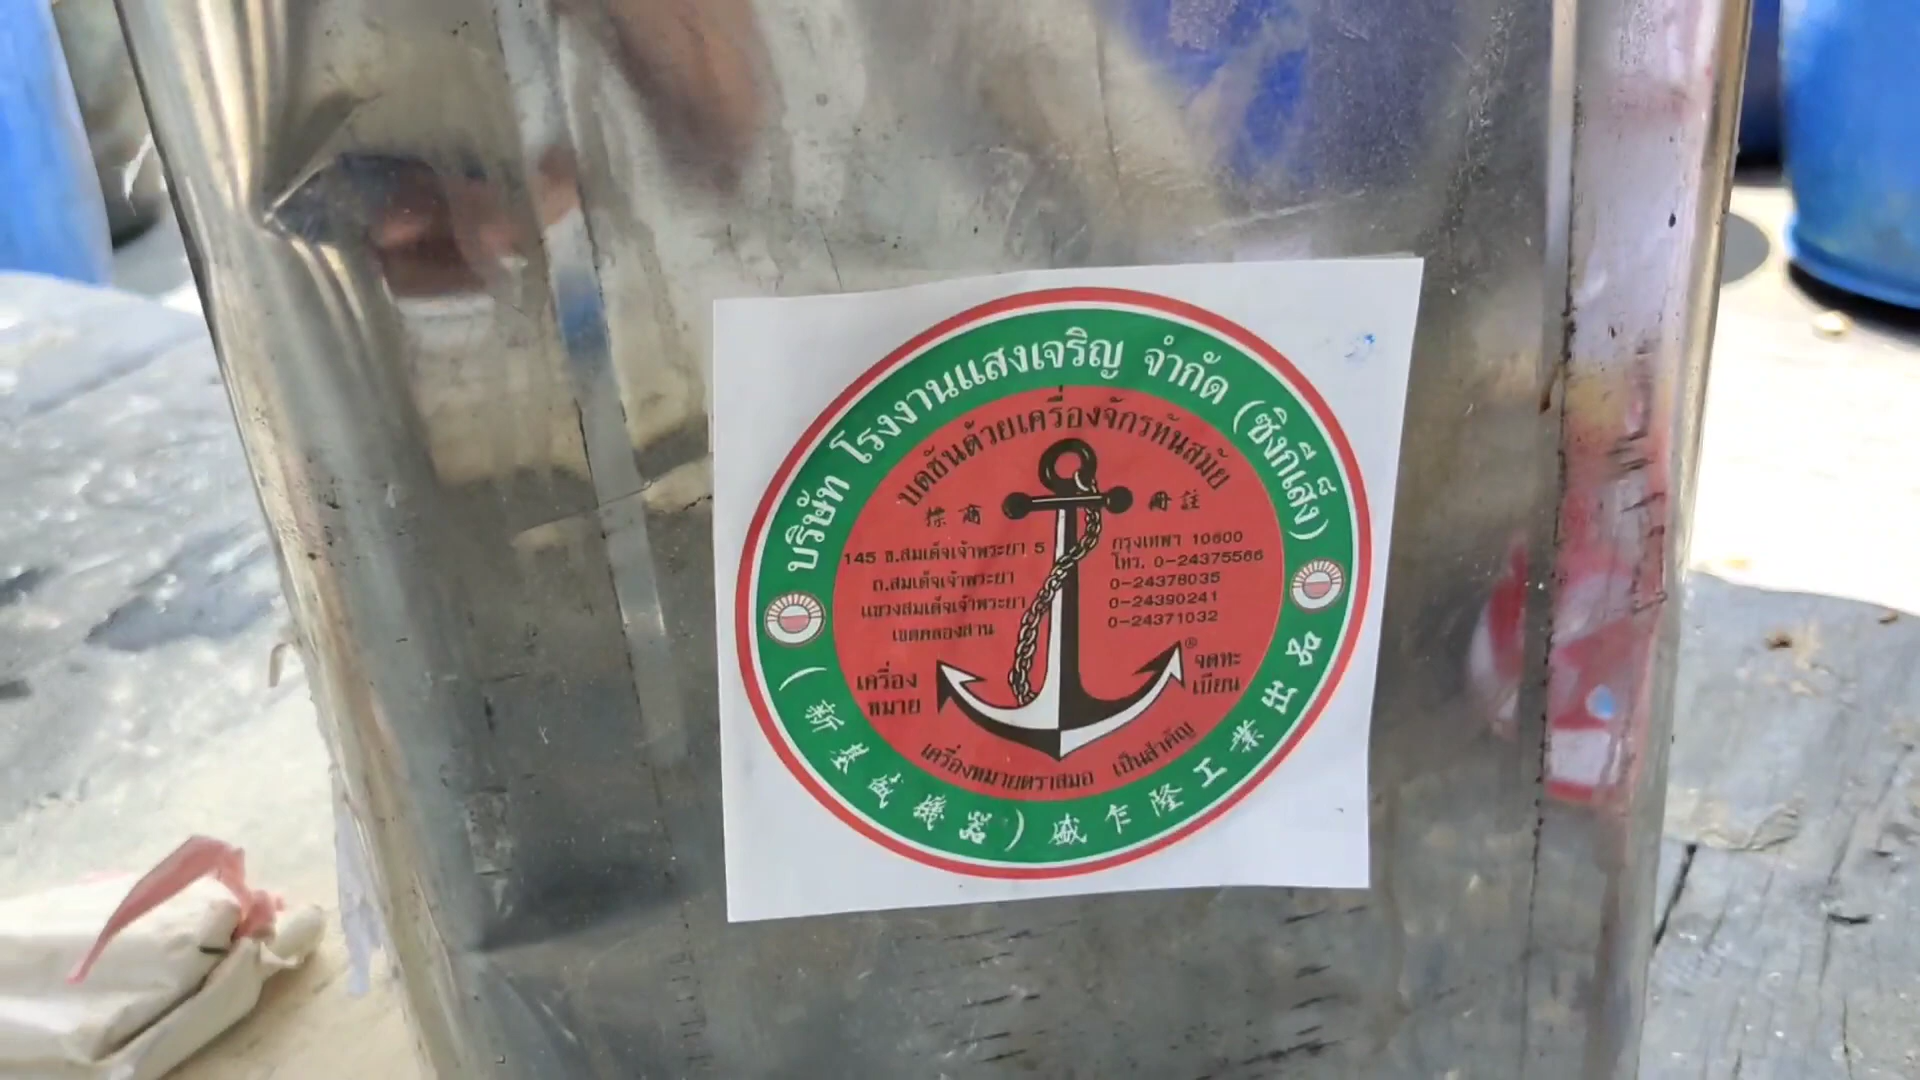 บริษัท โรงงานแสงเจริญ จำกัด (ซิงกี่เส็ง)
บดชันด้วยเครื่องจักรทันสมัย
標商
冊註
145 ซ.สมเด็จเจ้าพระยา 5
ถ.สมเด็จเจ้าพระยา
แขวงสมเด็จเจ้าพระยา
เขตคลองสาน
กรุงเทพฯ 10600
โทร. 0-24375566
0-24378035
0-24390241
0-24371032
เครื่อง
หมาย
®
จดทะ
เบียน
เครื่องหมายตราสมอ เป็นสำคัญ
(新基 機器) 隆工業出品